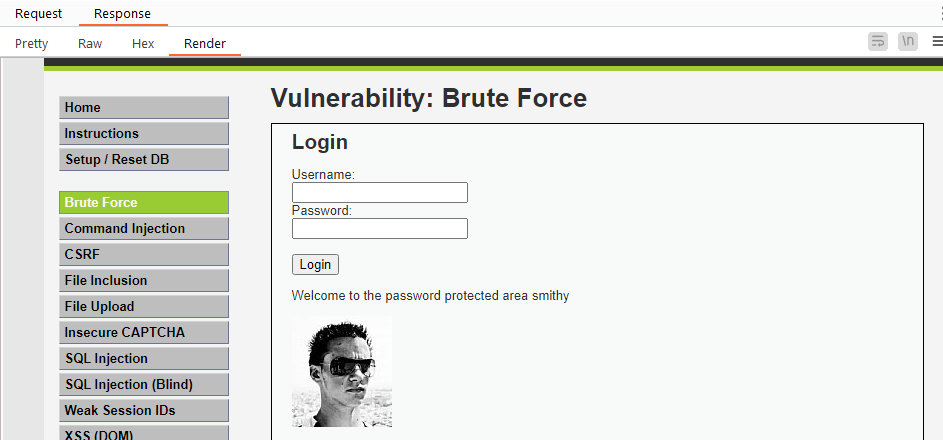 Request Response
Pretty Raw Hex Render \n
Home
Instructions
Setup / Reset DB
Brute Force
Command Injection
CSRF
File Inclusion
File Upload
Insecure CAPTCHA
SQL Injection
SQL Injection (Blind)
Weak Session IDs
XSS (DOM)
Vulnerability: Brute Force
Login
Username:
Password:
Login
Welcome to the password protected area smithy